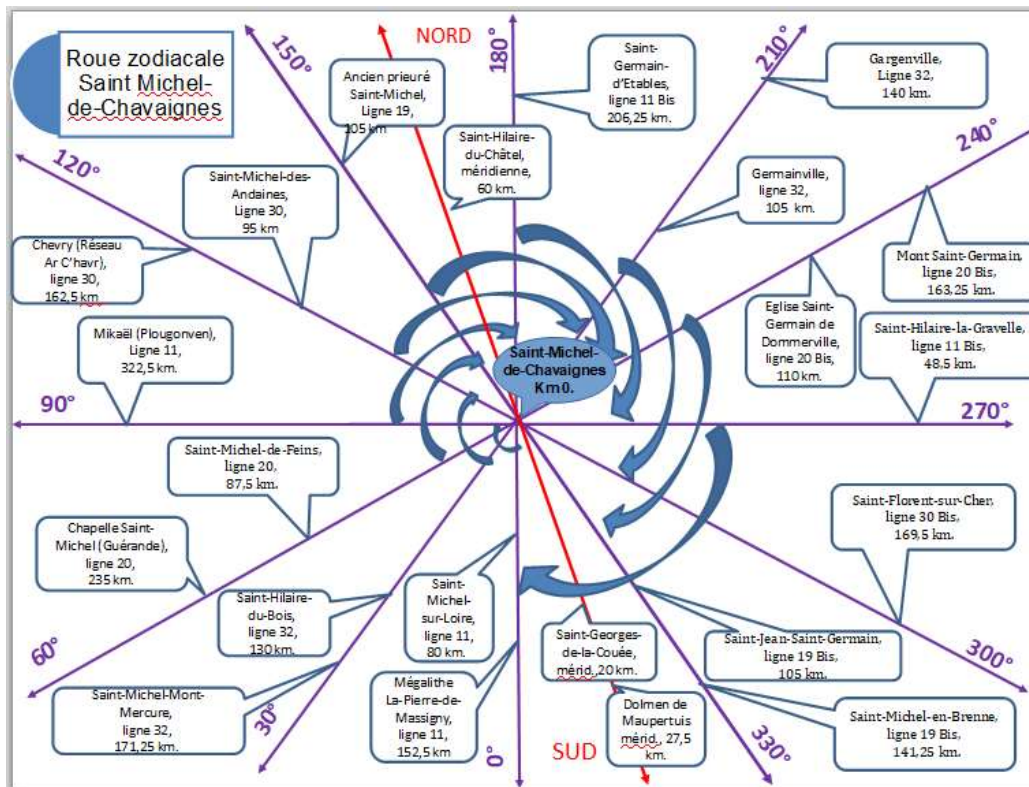 Roue zodiacale
Saint Michel-
de-Chavaignes
150°
NORD
180°
210°
Ancien prieuré
Saint-Michel,
Ligne 19,
105 km
Saint-Hilaire-
du-Châtel,
méridienne,
60 km.
Saint-
Germain-
d'Etables,
ligne 11 Bis
206,25 km.
Gargenville,
Ligne 32,
140 km.
120°
240°
Saint-Michel-des-
Andaines,
Ligne 30,
95 km
Germainville,
ligne 32,
105 km.
Chevry (Réseau
Ar C'havr),
ligne 30,
162,5 km
Mont Saint-Germain,
ligne 20 Bis,
163,25 km.
Eglise Saint-
Germain de
Dommerville,
ligne 20 Bis,
110 km.
Mikaël (Plougonven),
Ligne 11,
322,5 km.
Saint-Hilaire-la-Gravelle,
ligne 11 Bis,
48,5 km.
Saint-Michel-
de-Chavaignes
Km 0.
90°
270°
Saint-Michel-de-Feins,
ligne 20,
87,5 km.
Saint-Florent-sur-Cher,
ligne 30 Bis,
169,5 km.
Chapelle Saint-
Michel (Guérande),
ligne 20,
235 km.
Saint-Hilaire-
du-Bois,
ligne 32,
130 km.
Saint-
Michel-
sur-Loire,
ligne 11,
80 km.
Saint-Georges-
de-la-Couée,
mérid.,20 km.
Saint-Jean-Saint-Germain,
ligne 19 Bis,
105 km.
60°
300°
Saint-Michel-Mont-
Mercure,
ligne 32,
171,25 km.
30°
Mégalithe
La-Pierre-de-
Massigny,
ligne 11,
152,5 km
0°
SUD
Dolmen de
Maupertuis
mérid., 27,5
km.
330°
Saint-Michel-en-Brenne,
ligne 19 Bis,
141,25 km.